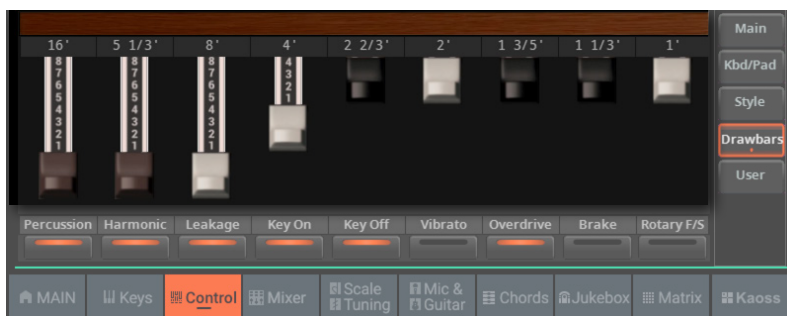 16' 5 1/3' 8' 4' 2 2/3' 2' 1 3/5' 1 1/3' 1'
8 8 8 4
7 7 7 3
6 6 6 2
5 5 5 1
4 4 4
3 3 3
2 2 2
1 1 1
Main
Kbd/Pad
Style
Drawbars
User
Percussion Harmonic Leakage Key On Key Off Vibrato Overdrive Brake Rotary F/S
MAIN Keys Control Mixer Scale Tuning Mic & Guitar Chords Jukebox Matrix Kaoss